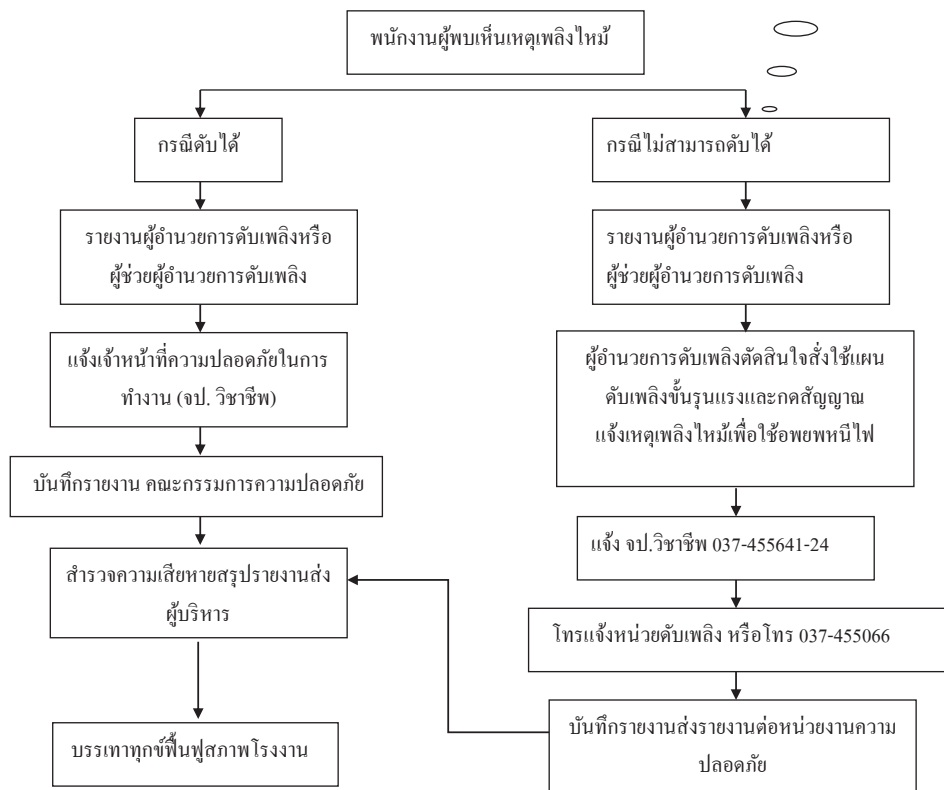 พนักงานผู้พบเห็นเหตุเพลิงไหม้
กรณีดับได้
กรณีไม่สามารถดับได้
รายงานผู้อำนวยการดับเพลิงหรือ
ผู้ช่วยผู้อำนวยการดับเพลิง
รายงานผู้อำนวยการดับเพลิงหรือ
ผู้ช่วยผู้อำนวยการดับเพลิง
แจ้งเจ้าหน้าที่ความปลอดภัยในการ
ทำงาน (จป. วิชาชีพ)
ผู้อำนวยการดับเพลิงตัดสินใจสั่งใช้แผน
ดับเพลิงขั้นรุนแรงและกดสัญญาณ
แจ้งเหตุเพลิงไหม้เพื่อใช้อพยพหนีไฟ
บันทึกรายงาน คณะกรรมการความปลอดภัย
แจ้ง จป.วิชาชีพ 037-455641-24
สำรวจความเสียหายสรุปรายงานส่ง
ผู้บริหาร
โทรแจ้งหน่วยดับเพลิง หรือโทร 037-455066
บันทึกรายงานส่งรายงานต่อหน่วยงานความ
ปลอดภัย
บรรเทาทุกข์ฟื้นฟูสภาพโรงงาน